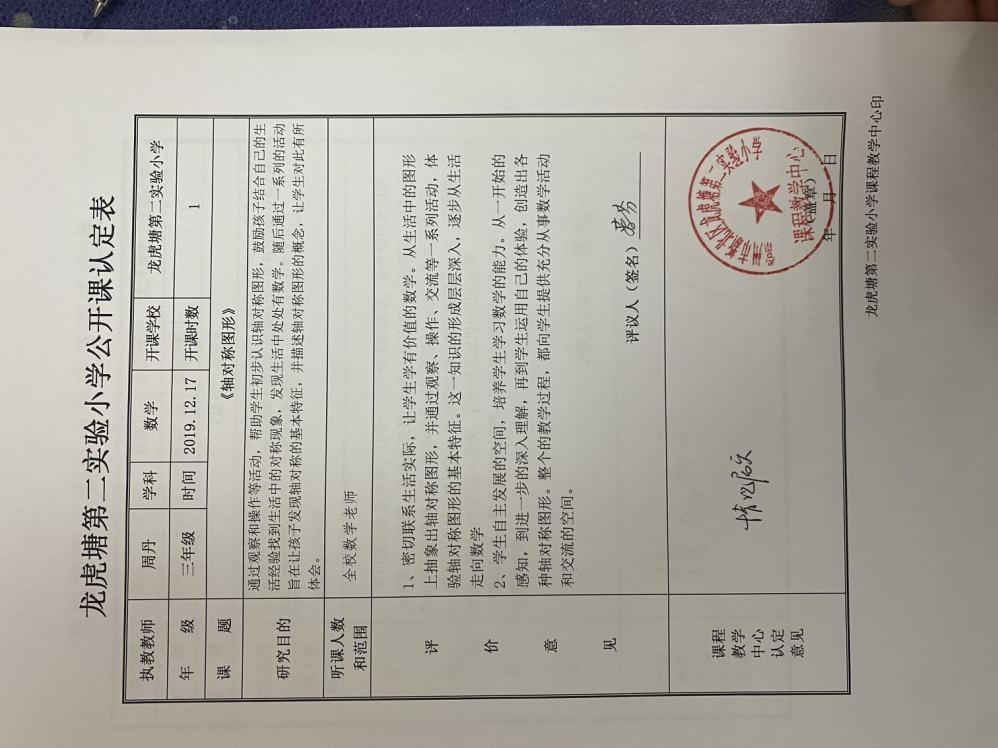 龙虎塘第二实验小学公开课认定表
执教教师 周丹 学科 数学 开课学校 龙虎塘第二实验小学
年 级 三年级 时间 2019.12.17 开课时数 1
课 题 《轴对称图形》
研究目的
通过观察和操作等活动，帮助学生初步认识轴对称图形，鼓励孩子结合自己的生
活经验找到生活中的对称现象，发现生活中处处有数学。随后通过一系列的活动
旨在让孩子发现轴对称的基本特征，并描述轴对称图形的概念，让学生对此有所
体会。
听课人数
和范围
全校数学老师
评 价 意 见
1、密切联系生活实际，让学生学有价值的数学。从生活中的图形
上抽象出轴对称图形，并通过观察、操作、交流等一系列活动，体
验轴对称图形的基本特征。这一知识的形成层层深入，逐步从生活
走向数学
2、学生自主发展的空间，培养学生学习数学的能力。从一开始的
感知，到进一步的深入理解，再到学生运用自己的体验，创造出各
种轴对称图形。整个的教学过程，都向学生提供充分从事数学活动
和交流的空间。
评议人（签名）
课程
教学
中心
认定
意见
情况属实
北区龙虎塘第二实验小学
课程教学中心
（盖章）
年 月 日
龙虎塘第二实验小学课程教学中心印